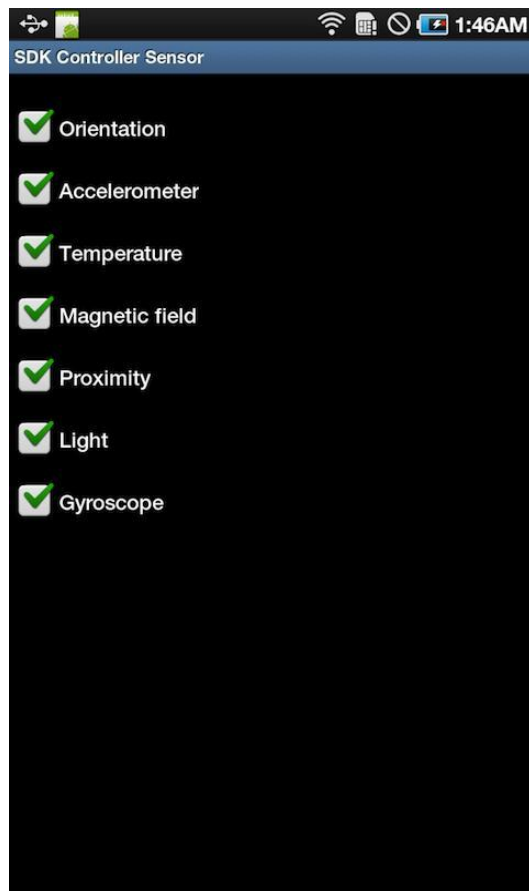 1:46AM
SDK Controller Sensor
Orientation
Accelerometer
Temperature
Magnetic field
Proximity
Light
Gyroscope